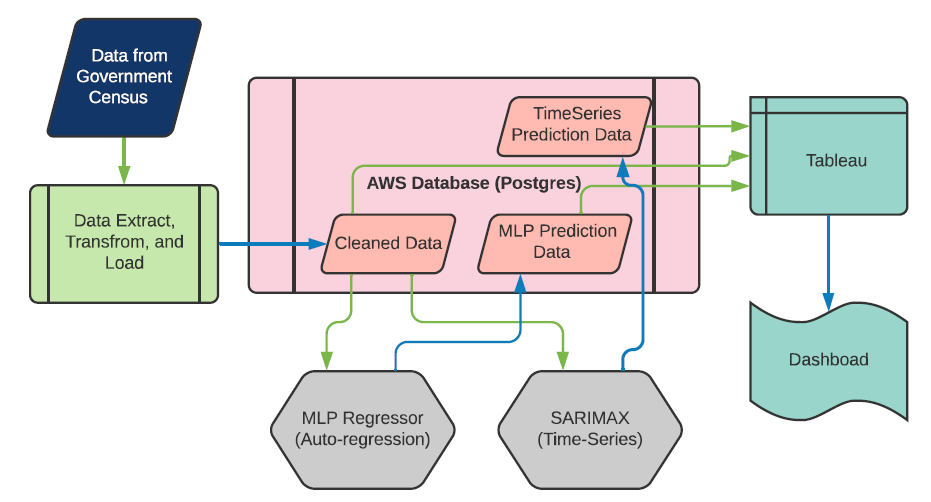 Data from
Government
Census
Data Extract,
Transfrom, and
Load
AWS Database (Postgres)
TimeSeries
Prediction Data
Cleaned Data
MLP Prediction
Data
MLP Regressor
(Auto-regression)
SARIMAX
(Time-Series)
Tableau
Dashboad